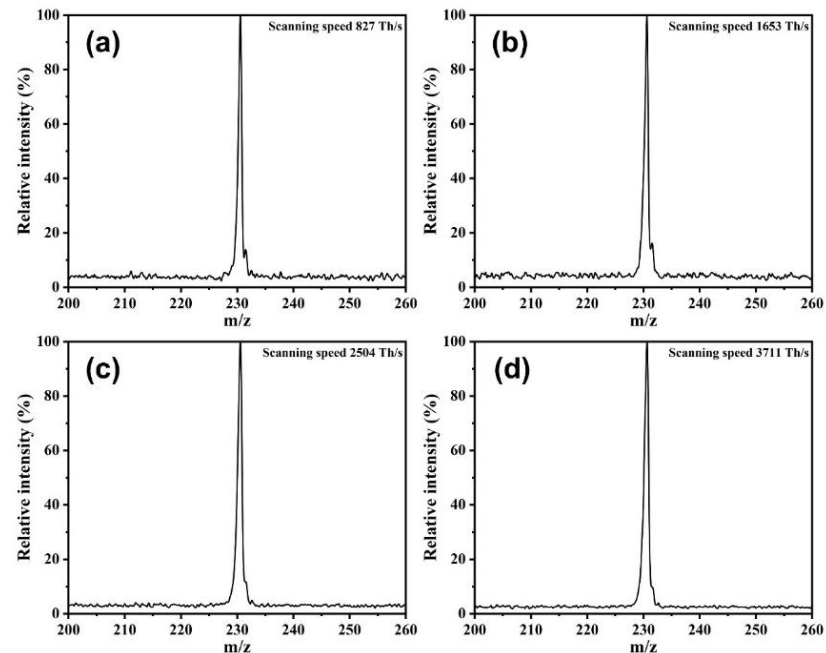 (a)
Scanning speed 827 Th/s
Relative intensity (%)
100
80
60
40
20
0
200 210 220 230 240 250 260
m/z
(b)
Scanning speed 1653 Th/s
Relative intensity (%)
100
80
60
40
20
0
200 210 220 230 240 250 260
m/z
(c)
Scanning speed 2504 Th/s
Relative intensity (%)
100
80
60
40
20
0
200 210 220 230 240 250 260
m/z
(d)
Scanning speed 3711 Th/s
Relative intensity (%)
100
80
60
40
20
0
200 210 220 230 240 250 260
m/z